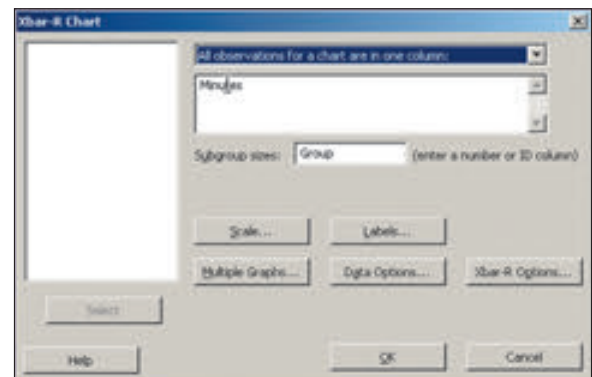 Xbar-R Chart
All observations for a chart are in one column:
Minutes
Subgroup sizes: Group (enter a number or ID column)
Scale... Labels...
Multiple Graphs... Data Options... Xbar-R Options...
Select
Help OK Cancel